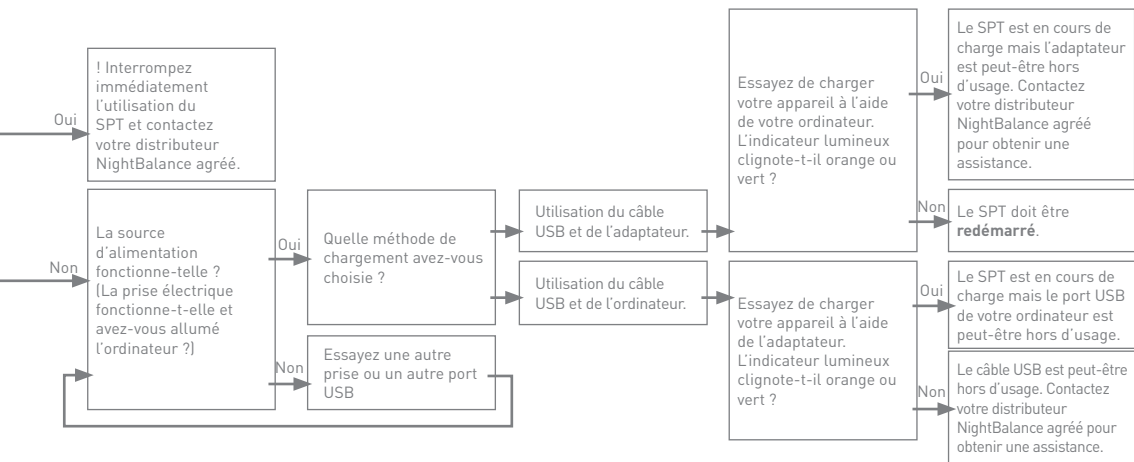 Oui
! Interrompez
immédiatement
l'utilisation du
SPT et contactez
votre distributeur
NightBalance agréé.
Non
La source
d'alimentation
fonctionne-telle ?
(La prise électrique
fonctionne-t-elle et
avez-vous allumé
l'ordinateur ?)
Oui
Quelle méthode de
chargement avez-vous
choisie ?
Non
Essayez une autre
prise ou un autre port
USB
Utilisation du câble
USB et de l'adaptateur.
Utilisation du câble
USB et de l'ordinateur.
Essayez de charger
votre appareil à l'aide
de votre ordinateur.
L'indicateur lumineux
clignote-t-il orange ou
vert ?
Oui
Le SPT est en cours de
charge mais l'adaptateur
est peut-être hors
d'usage. Contactez
votre distributeur
NightBalance agréé
pour obtenir une
assistance.
Non
Le SPT doit être
redémarré.
Essayez de charger
votre appareil à l'aide
de l'adaptateur.
L'indicateur lumineux
clignote-t-il orange ou
vert ?
Oui
Le SPT est en cours de
charge mais le port USB
de votre ordinateur est
peut-être hors d'usage.
Non
Le câble USB est peut-être
hors d'usage. Contactez
votre distributeur
NightBalance agréé pour
obtenir une assistance.